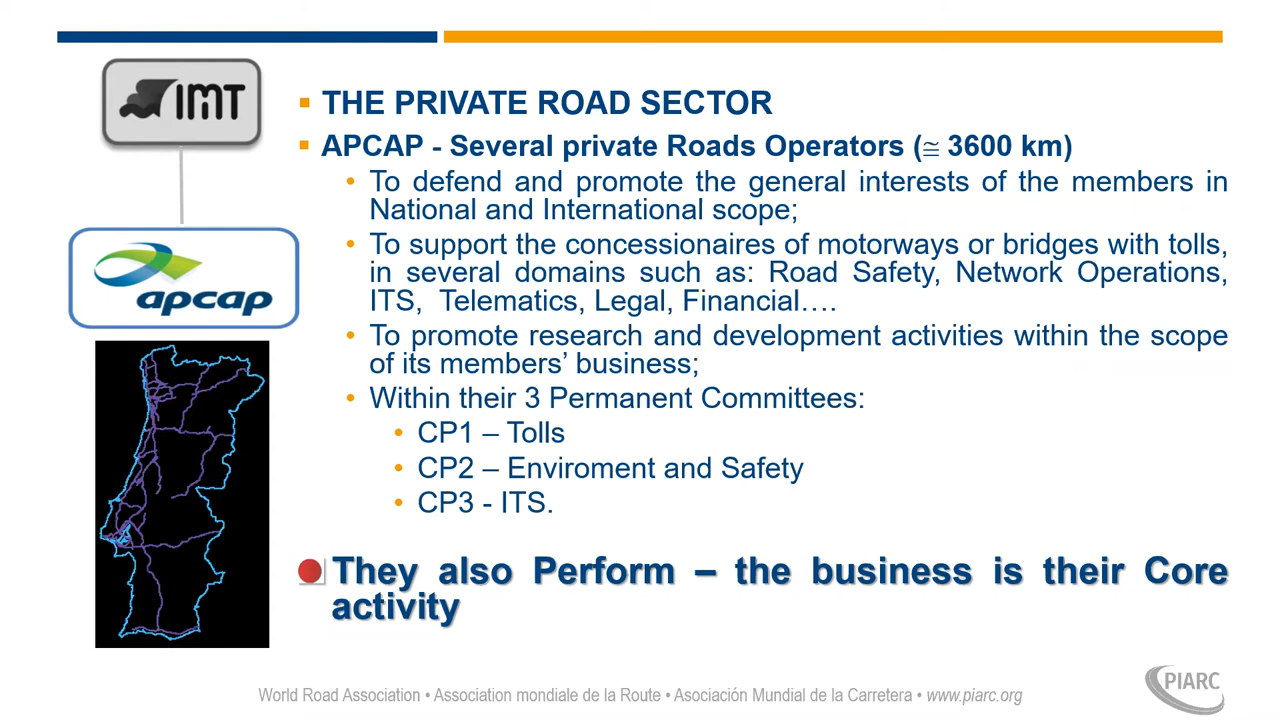 IMT
THE PRIVATE ROAD SECTOR
APCAP - Several private Roads Operators (≅ 3600 km)
• To defend and promote the general interests of the members in
National and International scope;
apcap
• To support the concessionaires of motorways or bridges with tolls,
in several domains such as: Road Safety, Network Operations,
ITS, Telematics, Legal, Financial….
• To promote research and development activities within the scope
of its members’ business;
• Within their 3 Permanent Committees:
• CP1 – Tolls
• CP2 – Enviroment and Safety
• CP3 - ITS.
They also Perform – the business is their Core
activity
World Road Association • Association mondiale de la Route • Asociación Mundial de la Carretera • www.piarc.org
PIARC